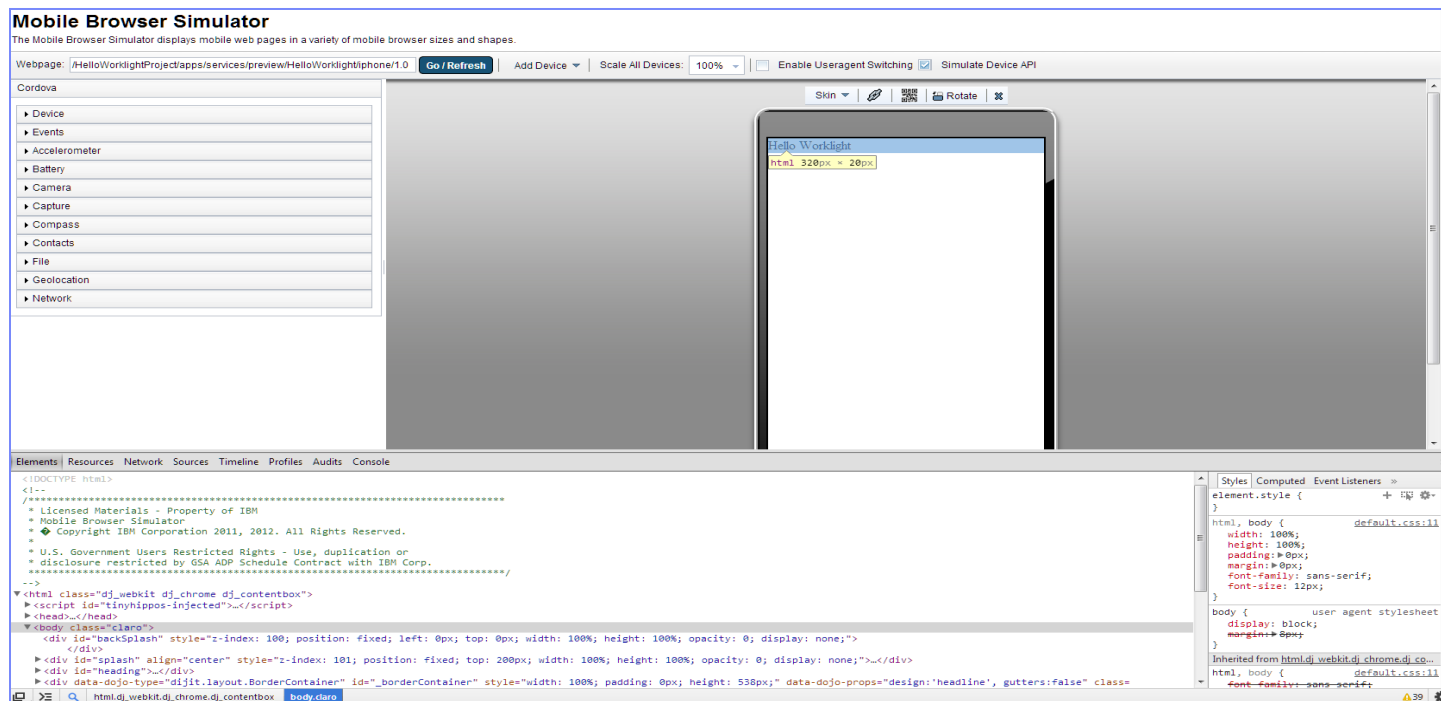 Mobile Browser Simulator
The Mobile Browser Simulator displays mobile web pages in a variety of mobile browser sizes and shapes.
Webpage: /HelloWorklightProject/apps/services/preview/HelloWorklight/iphone/1.0 Go / Refresh Add Device Scale All Devices: 100% Enable Useragent Switching Simulate Device API
Cordova
Skin Rotate
Device
Events
Accelerometer
Battery
Camera
Capture
Compass
Contacts
File
Geolocation
Network
Hello Worklight
html 320px × 20px
Elements Resources Network Sources Timeline Profiles Audits Console
<!DOCTYPE html>
<!--
/*********************************************************************************
* Licensed Materials - Property of IBM
* Mobile Browser Simulator
* � Copyright IBM Corporation 2011, 2012. All Rights Reserved.
*
* U.S. Government Users Restricted Rights - Use, duplication or
* disclosure restricted by GSA ADP Schedule Contract with IBM Corp.
*********************************************************************************/
-->
▼<html class="dj_webkit dj_chrome dj_contentbox">
▶<script id="tinyhippos-injected">…</script>
▶<head>…</head>
▼<body class="claro">
<div id="backSplash" style="z-index: 100; position: fixed; left: 0px; top: 0px; width: 100%; height: 100%; opacity: 0; display: none;">
</div>
▶<div id="splash" align="center" style="z-index: 101; position: fixed; top: 200px; width: 100%; height: 100%; opacity: 0; display: none;">…</div>
▶<div id="heading">…</div>
▶<div data-dojo-type="dijit.layout.BorderContainer" id="_borderContainer" style="width: 100%; padding: 0px; height: 538px;" data-dojo-props="design:'headline', gutters:false" class=
html.dj_webkit.dj_chrome.dj_contentbox body.claro
Styles Computed Event Listeners »
element.style {
}
html, body { default.css:11
width: 100%;
height: 100%;
padding:▶0px;
margin:▶0px;
font-family: sans-serif;
font-size: 12px;
}
body { user agent stylesheet
display: block;
margin:▶8px;
}
Inherited from html.dj_webkit.dj_chrome.dj_co…
html, body { default.css:11
font-family: sans-serif;
39